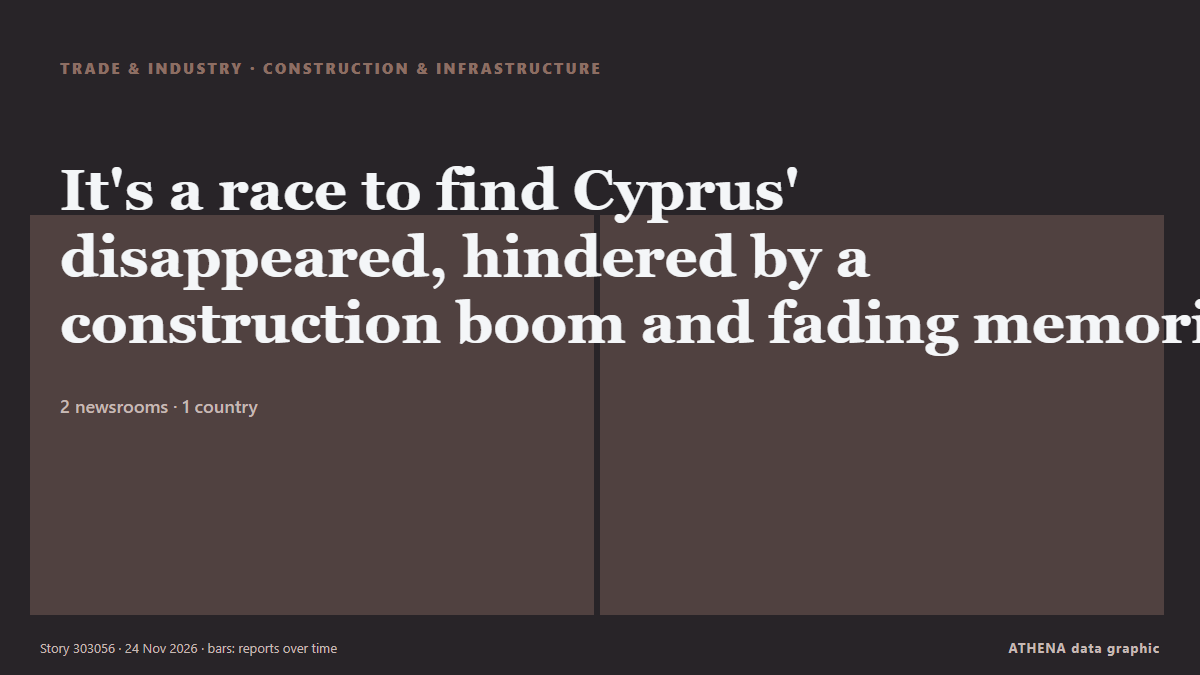 TRADE & INDUSTRY · CONSTRUCTION & INFRASTRUCTURE
It's a race to find Cyprus'
disappeared, hindered by a
construction boom and fading memori
2 newsrooms · 1 country
Story 303056 · 24 Nov 2026 · bars: reports over time
ATHENA data graphic